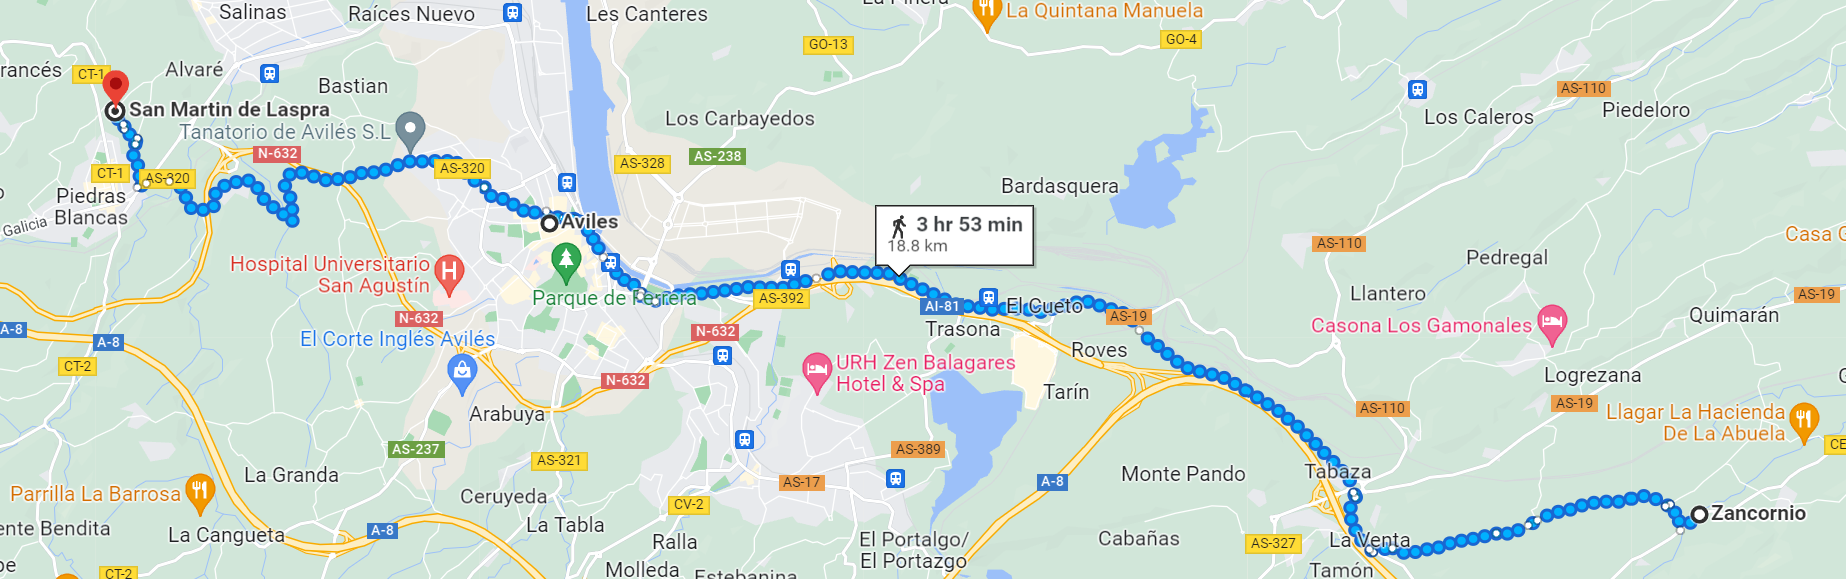 Salinas
Raíces Nuevo
Les Canteres
La Quintana Manuela
GO-13
GO-4
rancés
CT-1
Alvaré
Bastian
AS-110
Los Caleros
Piedeloro
San Martin de Laspra
Tanatorio de Avilés S.L
Los Carbayedos
N-632
AS-320
AS-328
AS-238
CT-1
AS-320
Piedras
Blancas
Galicia
Bardasquera
Aviles
3 hr 53 min
18.8 km
AS-110
Casa G
Pedregal
Hospital Universitario
San Agustín
Parque de Ferrera
AS-392
AI-81
El Cueto
AS-19
Llantero
AS-19
Quimarán
N-632
N-632
Trasona
Casona Los Gamonales
A-8
A-8
El Corte Inglés Avilés
Roves
CT-2
N-632
URH Zen Balagares
Hotel & Spa
Tarín
Logrezana
Arabuya
AS-110
AS-19
Llagar La Hacienda
De La Abuela
CE
AS-237
AS-321
AS-389
La Granda
AS-17
A-8
Monte Pando
Tabaza
Parrilla La Barrosa
Ceruyeda
CV-2
Zancornio
ente Bendita
La Cangueta
A-8
La Tabla
Ralla
El Portalgo/
El Portazgo
Cabañas
AS-327
La Venta
CT-2
Molleda
Estebanina
Tamón